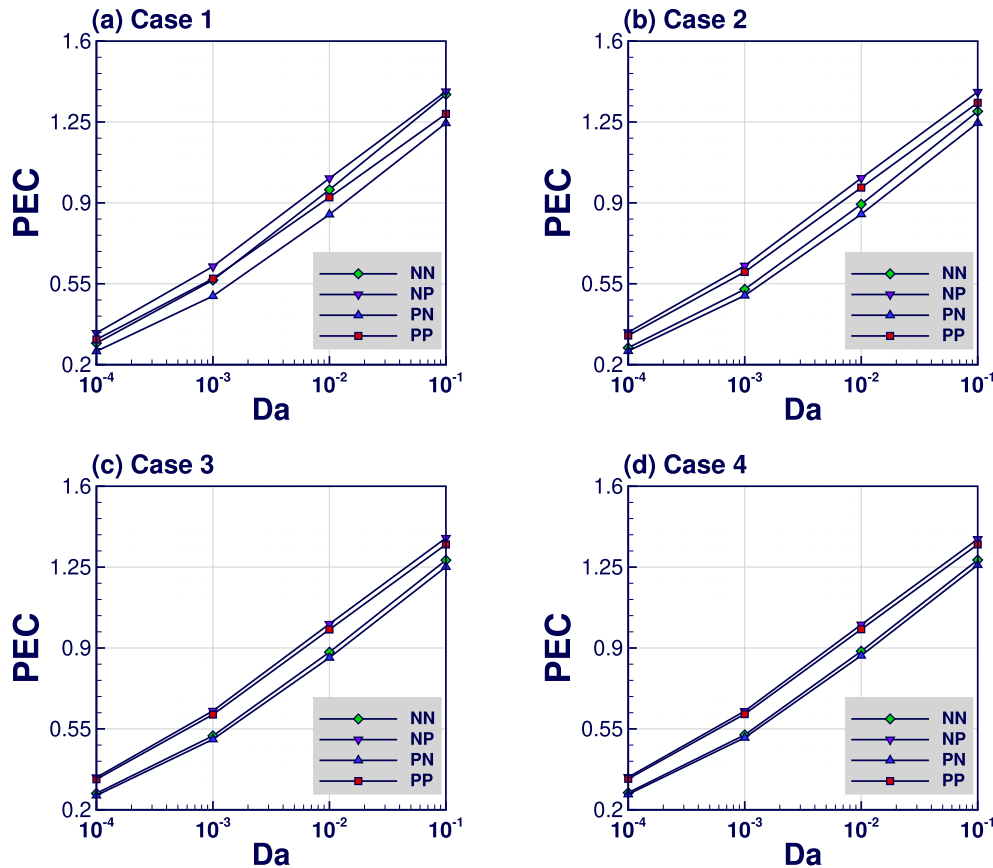 (a) Case 1
PEC
1.6
1.25
0.9
0.55
0.2
NN
NP
PN
PP
10⁻⁴ 10⁻³ 10⁻² 10⁻¹
Da
(b) Case 2
PEC
1.6
1.25
0.9
0.55
0.2
NN
NP
PN
PP
10⁻⁴ 10⁻³ 10⁻² 10⁻¹
Da
(c) Case 3
PEC
1.6
1.25
0.9
0.55
0.2
NN
NP
PN
PP
10⁻⁴ 10⁻³ 10⁻² 10⁻¹
Da
(d) Case 4
PEC
1.6
1.25
0.9
0.55
0.2
NN
NP
PN
PP
10⁻⁴ 10⁻³ 10⁻² 10⁻¹
Da